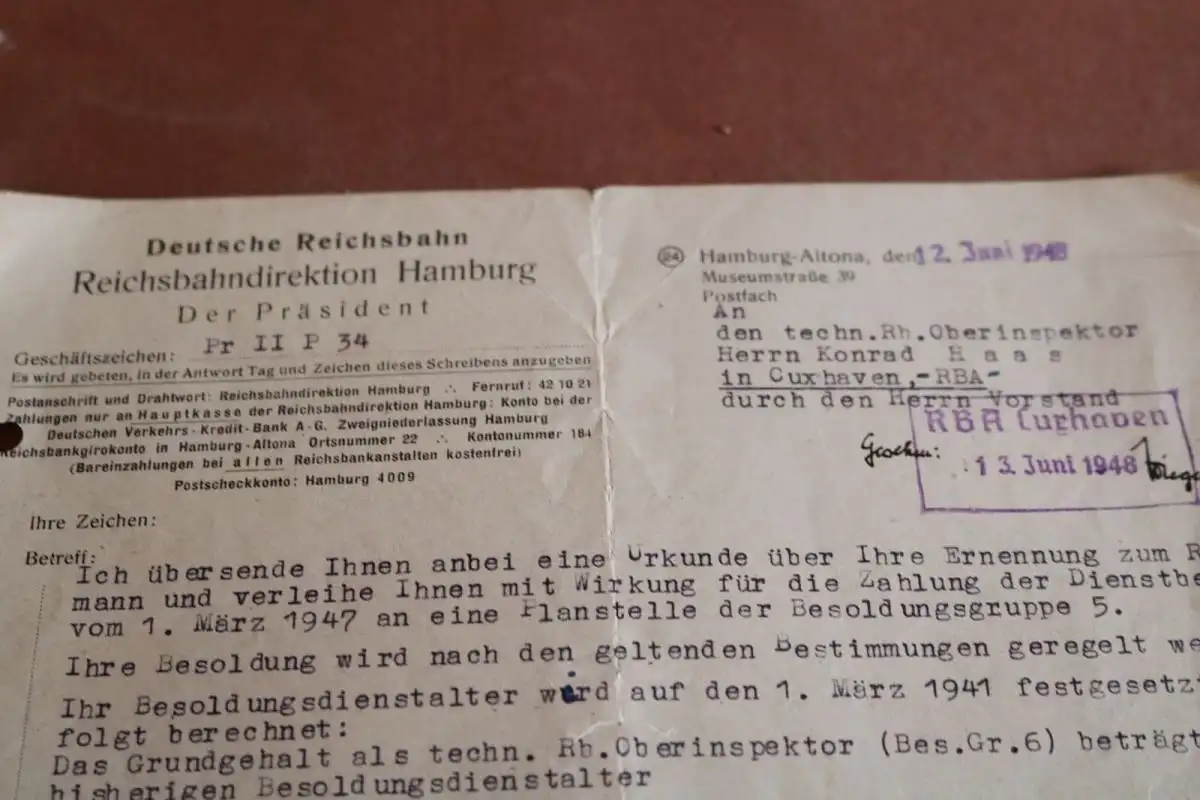 Deutsche Reichsbahn
Reichsbahndirektion Hamburg
Der Präsident
Geschäftszeichen: Pr II P 34
Es wird gebeten, in der Antwort Tag und Zeichen dieses Schreibens anzugeben
Postanschrift und Drahtwort: Reichsbahndirektion Hamburg ∴ Fernruf: 42 10 21
Zahlungen nur an Hauptkasse der Reichsbahndirektion Hamburg: Konto bei der
Deutschen Verkehrs-Kredit-Bank A-G. Zweigniederlassung Hamburg
Reichsbankgirokonto in Hamburg-Altona Ortsnummer 22 ∴ Kontonummer 184
(Bareinzahlungen bei allen Reichsbankanstalten kostenfrei)
Postscheckkonto: Hamburg 4009
24 Hamburg-Altona, den 12. Juni 1948
Museumstraße 39
Postfach
An
den techn.Rb.Oberinspektor
Herrn Konrad Haas
in Cuxhaven,-RBA-
durch den Herrn Vorstand
RBA Cuxhaven
Gesehen:
13. Juni 1948
Ihre Zeichen:
Betreff:
Ich übersende Ihnen anbei eine Urkunde über Ihre Ernennung zum R
mann und verleihe Ihnen mit Wirkung für die Zahlung der Dienstbe
vom 1. März 1947 an eine Planstelle der Besoldungsgruppe 5.
Ihre Besoldung wird nach den geltenden Bestimmungen geregelt we
Ihr Besoldungsdienstalter wird auf den 1. März 1941 festgesetzt
folgt berechnet:
Das Grundgehalt als techn. Rb.Oberinspektor (Bes.Gr.6) beträgt
bisherigen Besoldungsdienstalter